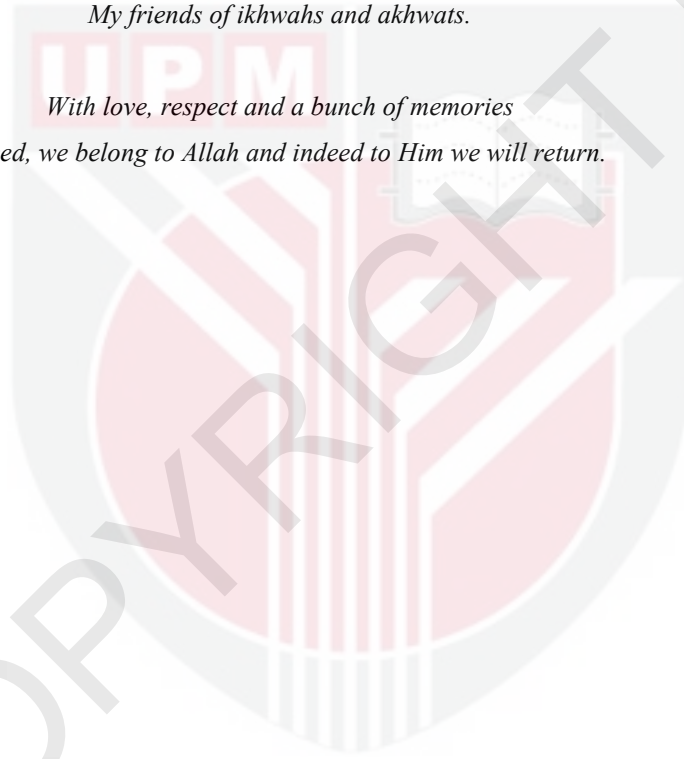 My friends of ikhwahs and akhwats.
UPM
With love, respect and a bunch of memories
ed, we belong to Allah and indeed to Him we will return.
OPYRIGHT